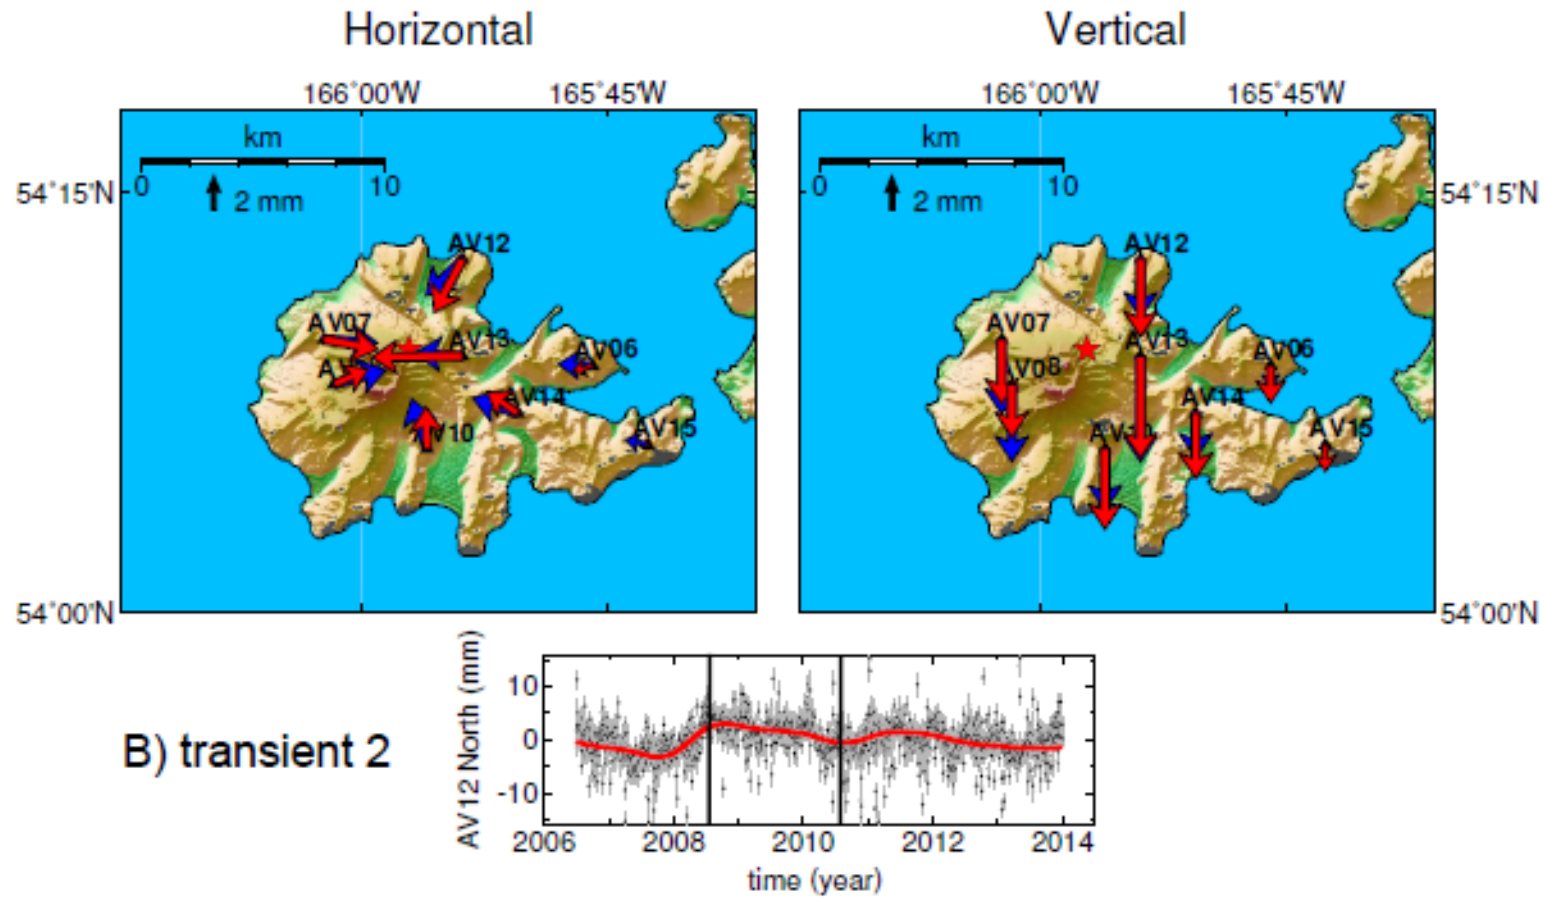 Horizontal
Vertical
166°00'W 165°45'W
166°00'W 165°45'W
km
0 10
2 mm
54°15'N
AV12
AV07
AV13
AV06
AV14
AV10
AV15
54°00'N
km
0 10
2 mm
54°15'N
AV12
AV07
AV13
AV06
AV08
AV14
AV10
AV15
54°00'N
B) transient 2
AV12 North (mm)
10
0
-10
2006 2008 2010 2012 2014
time (year)